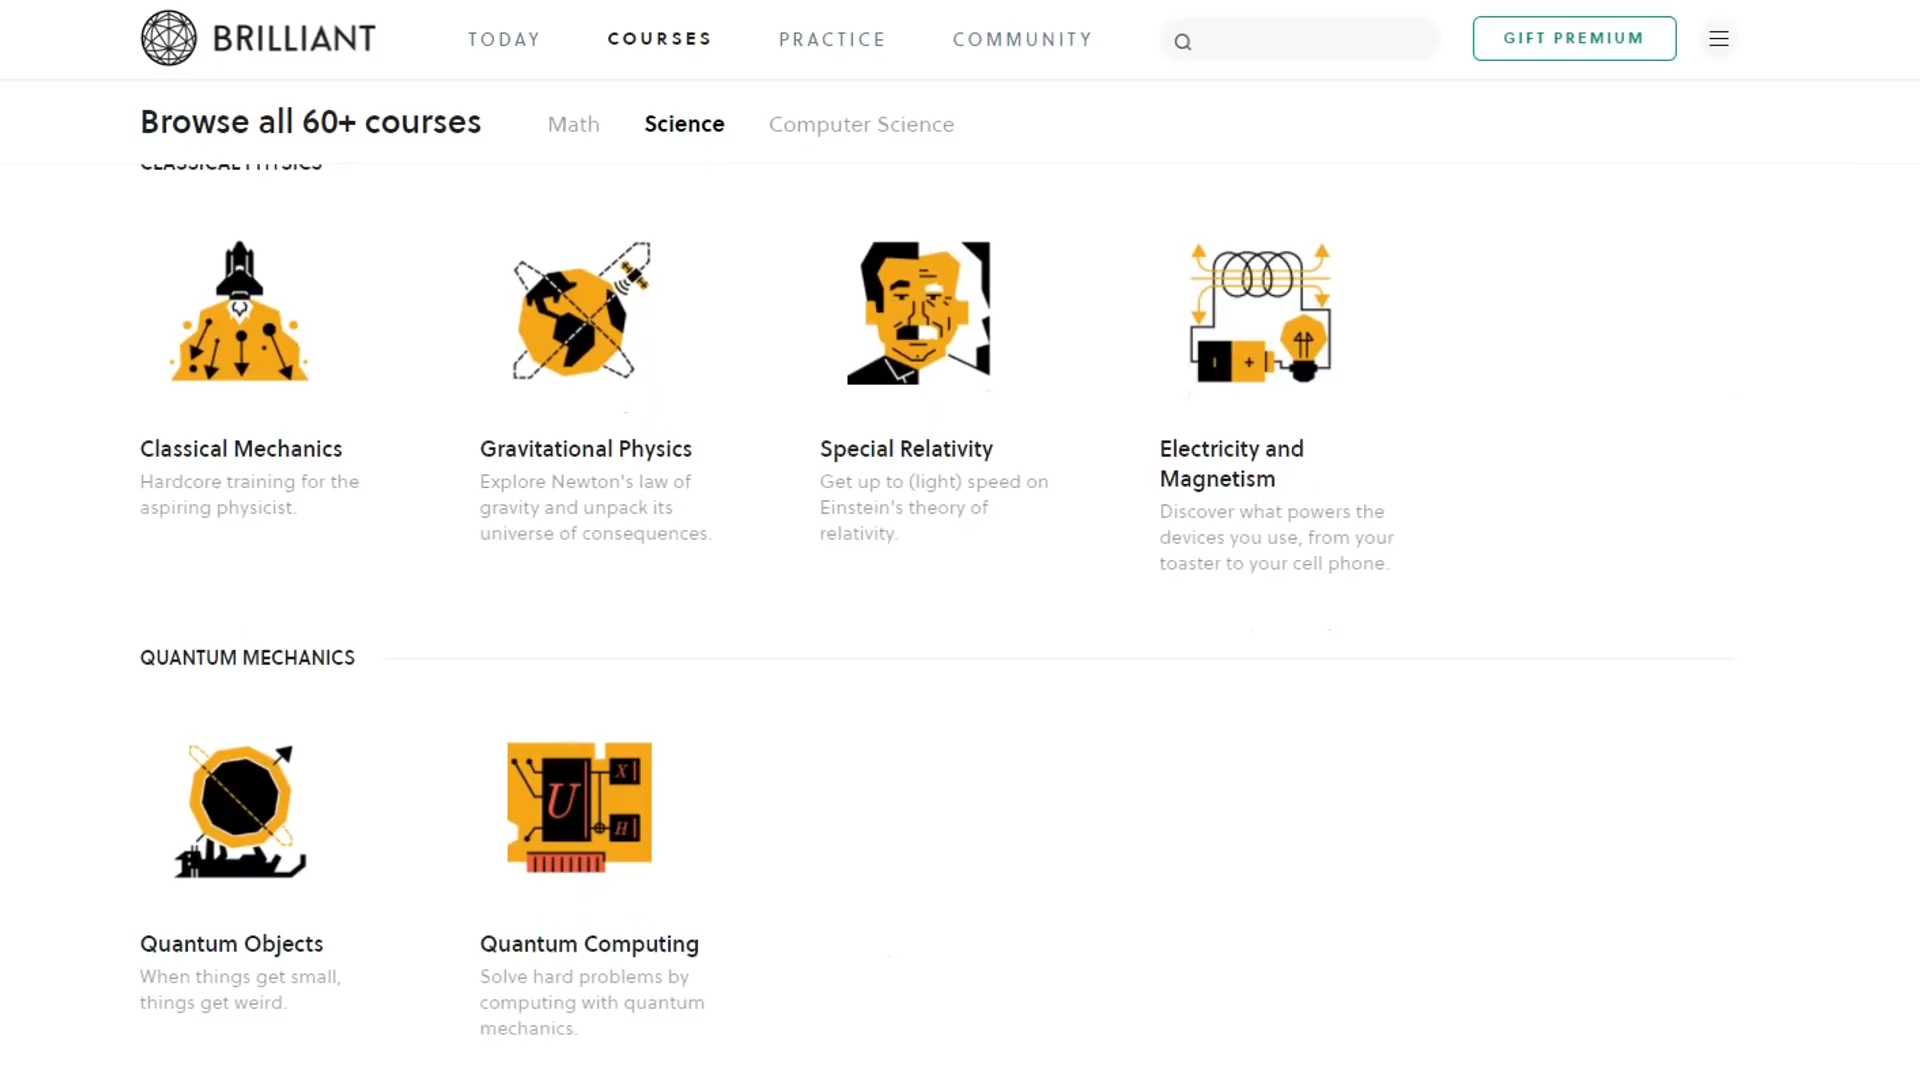 BRILLIANT
TODAY
COURSES
PRACTICE
COMMUNITY
GIFT PREMIUM
Browse all 60+ courses
Math
Science
Computer Science
CLASSICAL PHYSICS
Classical Mechanics
Hardcore training for the
aspiring physicist.
Gravitational Physics
Explore Newton's law of
gravity and unpack its
universe of consequences.
Special Relativity
Get up to (light) speed on
Einstein's theory of
relativity.
Electricity and
Magnetism
Discover what powers the
devices you use, from your
toaster to your cell phone.
QUANTUM MECHANICS
U
X
H
Quantum Objects
When things get small,
things get weird.
Quantum Computing
Solve hard problems by
computing with quantum
mechanics.